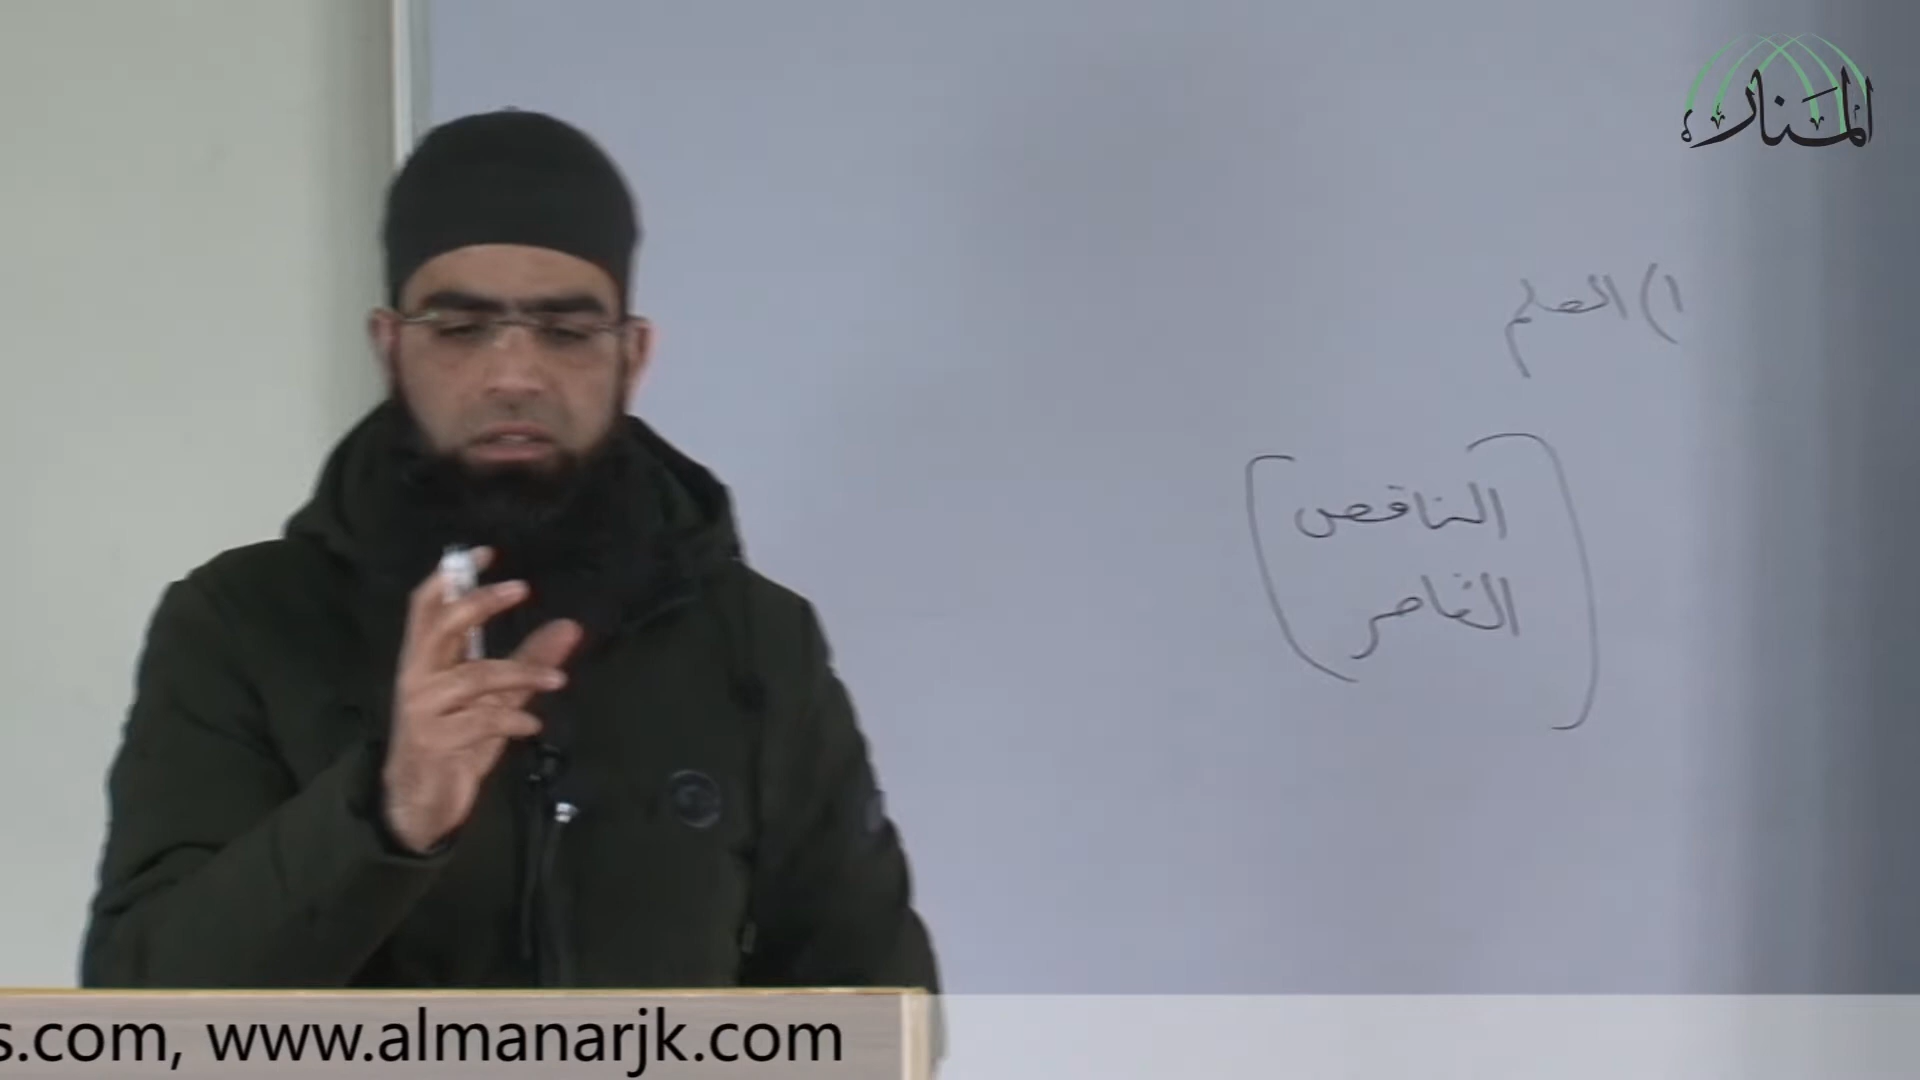 المنار
١) العلم
الناقص
القاصر
s.com, www.almanarjk.com